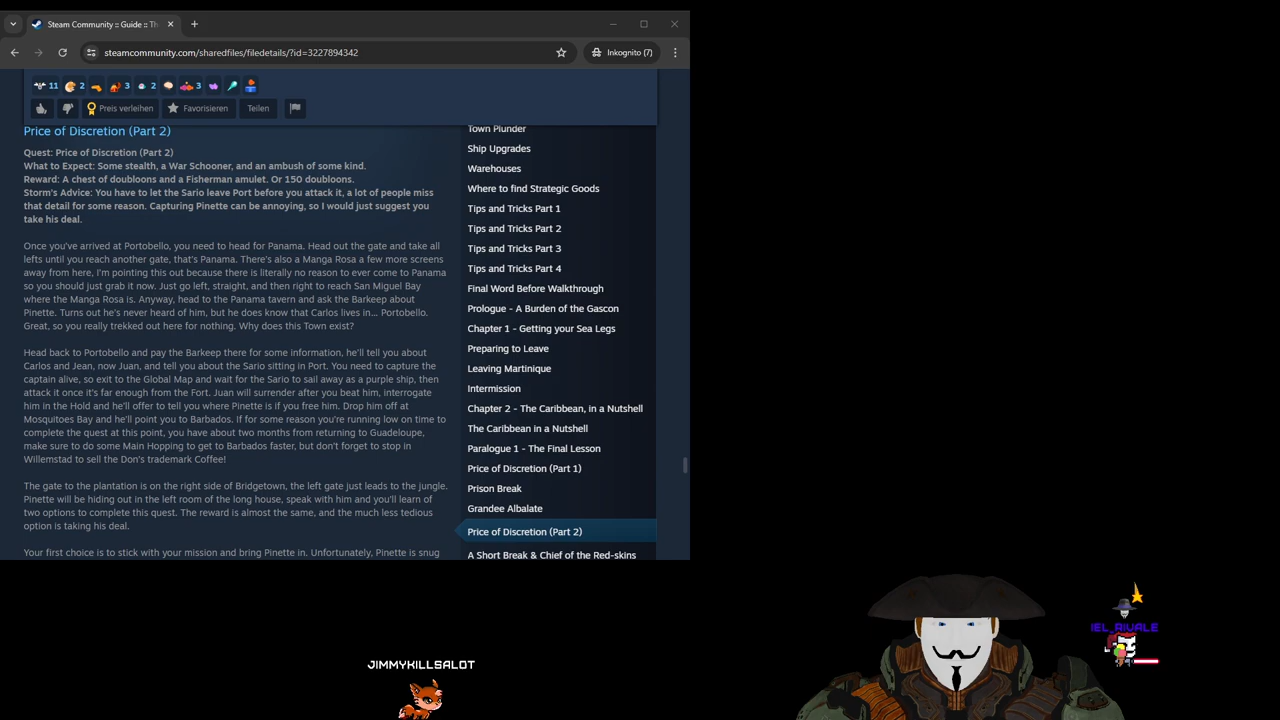 Steam Community :: Guide :: Th
steamcommunity.com/sharedfiles/filedetails/?id=3227894342
Inkognito (7)
11
2
3
2
3
Preis verleihen
Favorisieren
Teilen
Price of Discretion (Part 2)
Quest: Price of Discretion (Part 2)
What to Expect: Some stealth, a War Schooner, and an ambush of some kind.
Reward: A chest of doubloons and a Fisherman amulet. Or 150 doubloons.
Storm's Advice: You have to let the Sario leave Port before you attack it, a lot of people miss
that detail for some reason. Capturing Pinette can be annoying, so I would just suggest you
take his deal.
Once you've arrived at Portobello, you need to head for Panama. Head out the gate and take all
lefts until you reach another gate, that's Panama. There's also a Manga Rosa a few more screens
away from here, I'm pointing this out because there is literally no reason to ever come to Panama
so you should just grab it now. Just go left, straight, and then right to reach San Miguel Bay
where the Manga Rosa is. Anyway, head to the Panama tavern and ask the Barkeep about
Pinette. Turns out he's never heard of him, but he does know that Carlos lives in... Portobello.
Great, so you really trekked out here for nothing. Why does this Town exist?
Head back to Portobello and pay the Barkeep there for some information, he'll tell you about
Carlos and Jean, now Juan, and tell you about the Sario sitting in Port. You need to capture the
captain alive, so exit to the Global Map and wait for the Sario to sail away as a purple ship, then
attack it once it's far enough from the Fort. Juan will surrender after you beat him, interrogate
him in the Hold and he'll offer to tell you where Pinette is if you free him. Drop him off at
Mosquitoes Bay and he'll point you to Barbados. if for some reason you're running low on time to
complete the quest at this point, you have about two months from returning to Guadeloupe,
make sure to do some Main Hopping to get to Barbados faster, but don't forget to stop in
Willemstad to sell the Don's trademark Coffee!
The gate to the plantation is on the right side of Bridgetown, the left gate just leads to the jungle.
Pinette will be hiding out in the left room of the long house, speak with him and you'll learn of
two options to complete this quest. The reward is almost the same, and the much less tedious
option is taking his deal.
Your first choice is to stick with your mission and bring Pinette in. Unfortunately, Pinette is snug
Town Plunder
Ship Upgrades
Warehouses
Where to find Strategic Goods
Tips and Tricks Part 1
Tips and Tricks Part 2
Tips and Tricks Part 3
Tips and Tricks Part 4
Final Word Before Walkthrough
Prologue - A Burden of the Gascon
Chapter 1 - Getting your Sea Legs
Preparing to Leave
Leaving Martinique
Intermission
Chapter 2 - The Caribbean, in a Nutshell
The Caribbean in a Nutshell
Paralogue 1 - The Final Lesson
Price of Discretion (Part 1)
Prison Break
Grandee Albalate
Price of Discretion (Part 2)
A Short Break & Chief of the Red-skins
JIMMYKILLSALOT
IEL_RIVALE